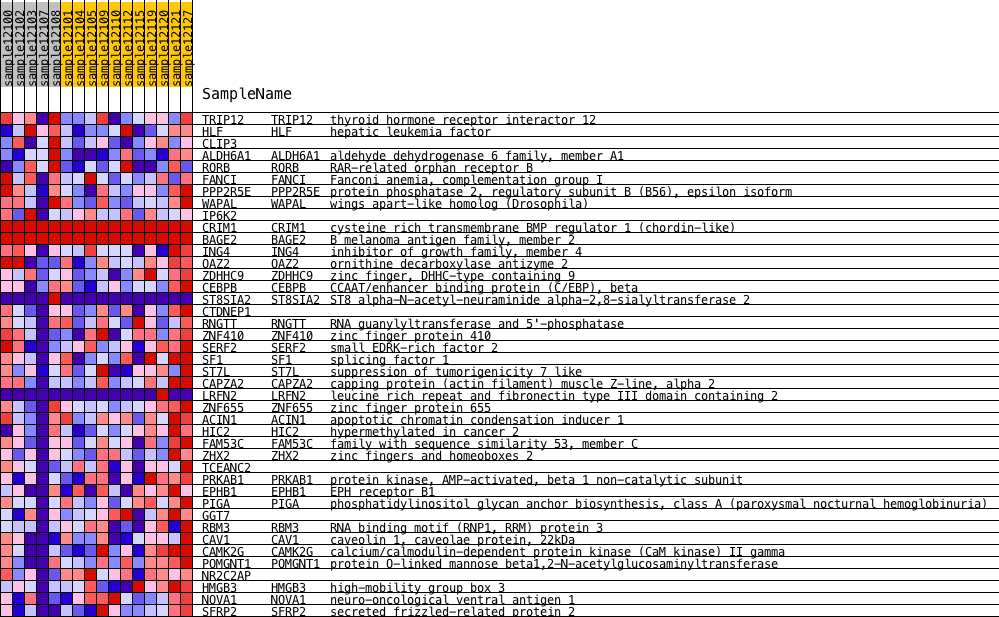 sample12100
sample12102
sample12103
sample12107
sample12108
sample12101
sample12104
sample12105
sample12109
sample12110
sample12112
sample12115
sample12119
sample12120
sample12121
sample12127
SampleName
TRIP12 TRIP12 thyroid hormone receptor interactor 12
HLF HLF hepatic leukemia factor
CLIP3
ALDH6A1 ALDH6A1 aldehyde dehydrogenase 6 family, member A1
RORB RORB RAR-related orphan receptor B
FANCI FANCI Fanconi anemia, complementation group I
PPP2R5E PPP2R5E protein phosphatase 2, regulatory subunit B (B56), epsilon isoform
WAPAL WAPAL wings apart-like homolog (Drosophila)
IP6K2
CRIM1 CRIM1 cysteine rich transmembrane BMP regulator 1 (chordin-like)
BAGE2 BAGE2 B melanoma antigen family, member 2
ING4 ING4 inhibitor of growth family, member 4
OAZ2 OAZ2 ornithine decarboxylase antizyme 2
ZDHHC9 ZDHHC9 zinc finger, DHHC-type containing 9
CEBPB CEBPB CCAAT/enhancer binding protein (C/EBP), beta
ST8SIA2 ST8SIA2 ST8 alpha-N-acetyl-neuraminide alpha-2,8-sialyltransferase 2
CTDNEP1
RNGTT RNGTT RNA guanylyltransferase and 5'-phosphatase
ZNF410 ZNF410 zinc finger protein 410
SERF2 SERF2 small EDRK-rich factor 2
SF1 SF1 splicing factor 1
ST7L ST7L suppression of tumorigenicity 7 like
CAPZA2 CAPZA2 capping protein (actin filament) muscle Z-line, alpha 2
LRFN2 LRFN2 leucine rich repeat and fibronectin type III domain containing 2
ZNF655 ZNF655 zinc finger protein 655
ACIN1 ACIN1 apoptotic chromatin condensation inducer 1
HIC2 HIC2 hypermethylated in cancer 2
FAM53C FAM53C family with sequence similarity 53, member C
ZHX2 ZHX2 zinc fingers and homeoboxes 2
TCEANC2
PRKAB1 PRKAB1 protein kinase, AMP-activated, beta 1 non-catalytic subunit
EPHB1 EPHB1 EPH receptor B1
PIGA PIGA phosphatidylinositol glycan anchor biosynthesis, class A (paroxysmal nocturnal hemoglobinuria)
GGT7
RBM3 RBM3 RNA binding motif (RNP1, RRM) protein 3
CAV1 CAV1 caveolin 1, caveolae protein, 22kDa
CAMK2G CAMK2G calcium/calmodulin-dependent protein kinase (CaM kinase) II gamma
POMGNT1 POMGNT1 protein O-linked mannose beta1,2-N-acetylglucosaminyltransferase
NR2C2AP
HMGB3 HMGB3 high-mobility group box 3
NOVA1 NOVA1 neuro-oncological ventral antigen 1
SFRP2 SFRP2 secreted frizzled-related protein 2